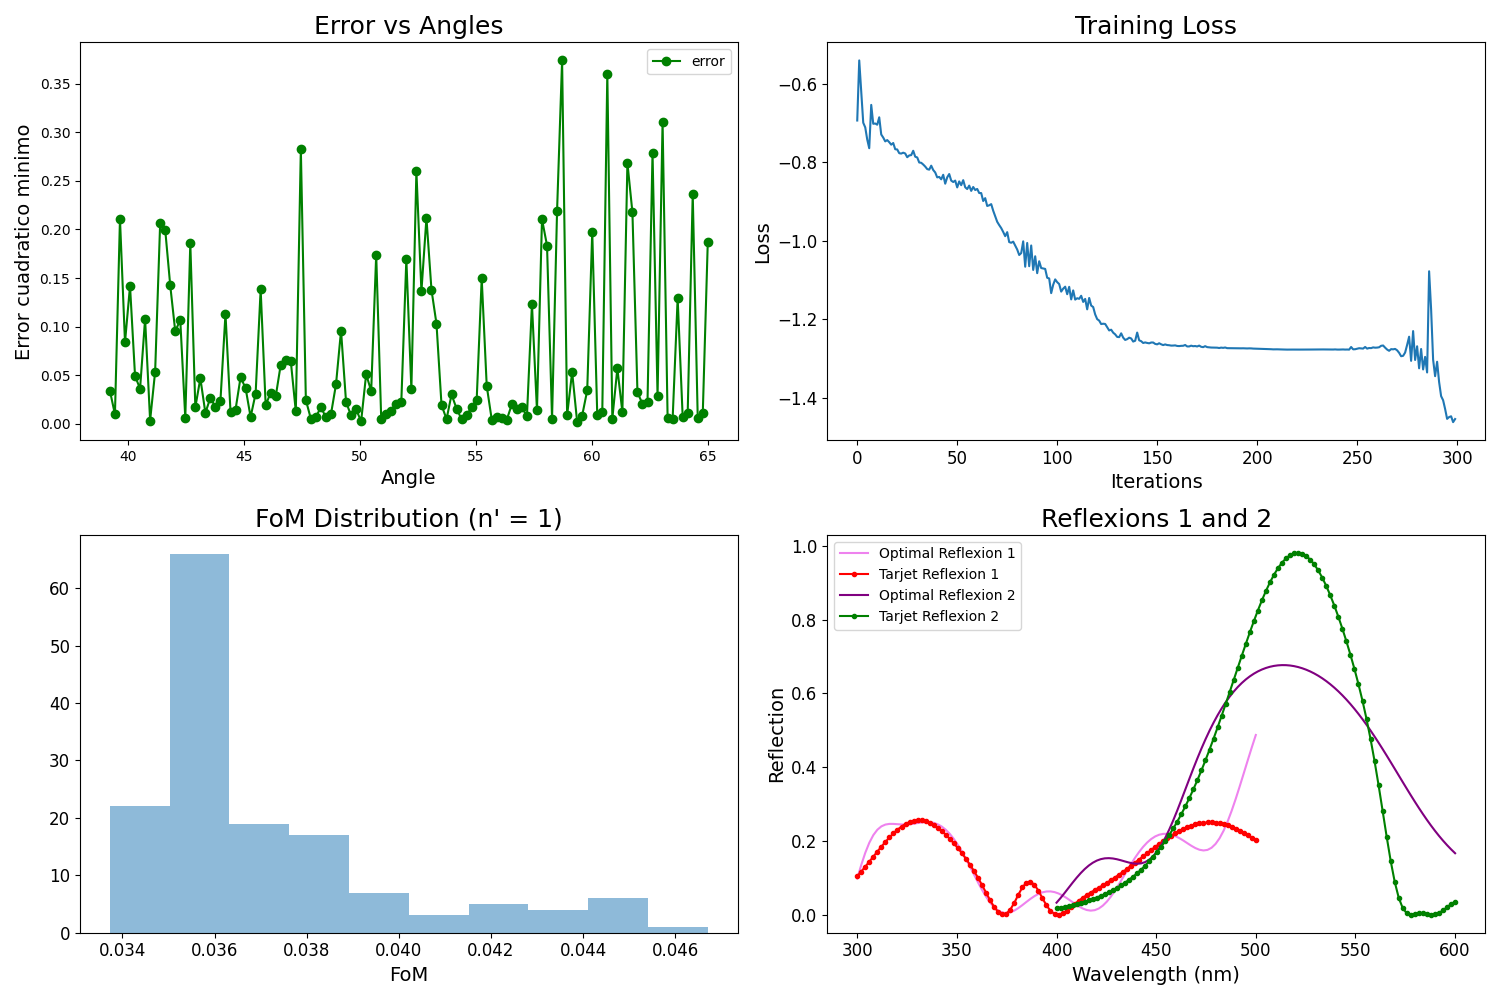 Error vs Angles
error
Error cuadratico minimo
0.35
0.30
0.25
0.20
0.15
0.10
0.05
0.00
40 45 50 55 60 65
Angle
Training Loss
Loss
−0.6
−0.8
−1.0
−1.2
−1.4
0 50 100 150 200 250 300
Iterations
FoM Distribution (n' = 1)
60
50
40
30
20
10
0
0.034 0.036 0.038 0.040 0.042 0.044 0.046
FoM
Reflexions 1 and 2
Optimal Reflexion 1
Tarjet Reflexion 1
Optimal Reflexion 2
Tarjet Reflexion 2
Reflection
1.0
0.8
0.6
0.4
0.2
0.0
300 350 400 450 500 550 600
Wavelength (nm)